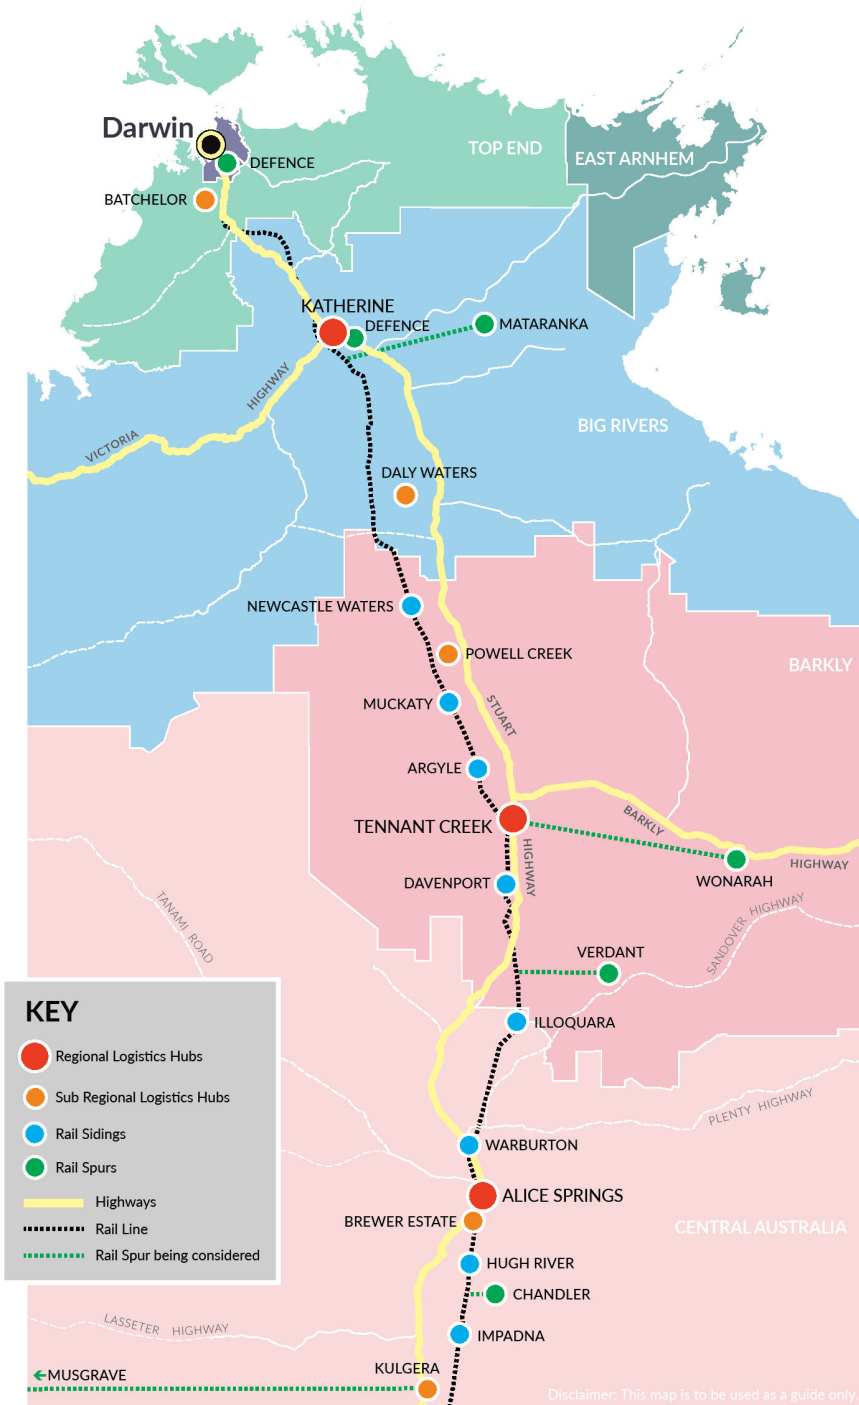 Darwin
DEFENCE
BATCHELOR
TOP END
EAST ARNHEM
KATHERINE
DEFENCE
MATARANKA
VICTORIA
HIGHWAY
BIG RIVERS
DALY WATERS
NEWCASTLE WATERS
POWELL CREEK
BARKLY
MUCKATY
STUART
ARGYLE
TENNANT CREEK
BARKLY
HIGHWAY
HIGHWAY
WONARAH
DAVENPORT
TANAMI ROAD
VERDANT
SANDOVER HIGHWAY
ILLOQUARA
KEY
Regional Logistics Hubs
Sub Regional Logistics Hubs
Rail Sidings
Rail Spurs
Highways
Rail Line
Rail Spur being considered
PLENTY HIGHWAY
WARBURTON
ALICE SPRINGS
BREWER ESTATE
CENTRAL AUSTRALIA
HUGH RIVER
CHANDLER
LASSETER HIGHWAY
IMPADNA
KULGERA
←MUSGRAVE
Disclaimer: This map is to be used as a guide only.